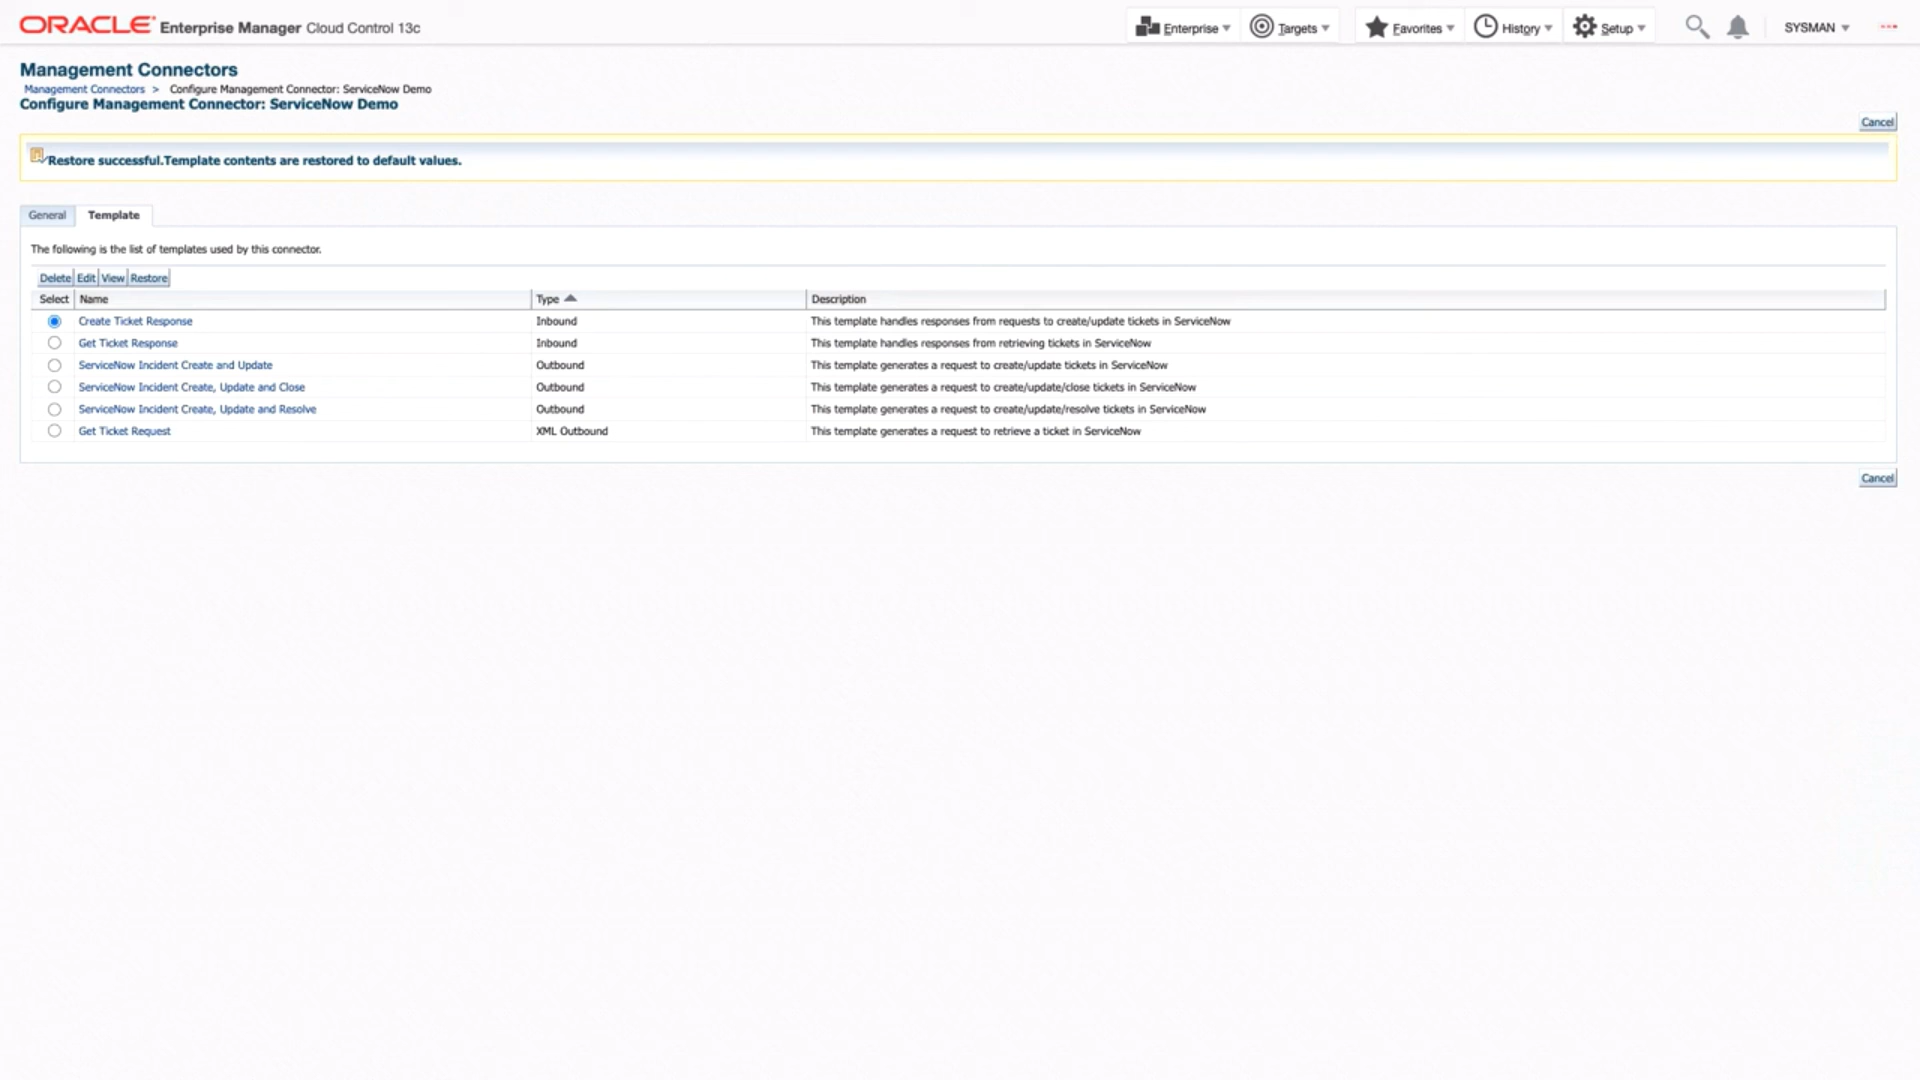 ORACLE Enterprise Manager Cloud Control 13c Enterprise Targets Favorites History Setup SYSMAN
Management Connectors
Management Connectors > Configure Management Connector: ServiceNow Demo
Configure Management Connector: ServiceNow Demo
Cancel
Restore successful.Template contents are restored to default values.
General Template
The following is the list of templates used by this connector.
Delete Edit View Restore
Select Name Type Description
Create Ticket Response Inbound This template handles responses from requests to create/update tickets in ServiceNow
Get Ticket Response Inbound This template handles responses from retrieving tickets in ServiceNow
ServiceNow Incident Create and Update Outbound This template generates a request to create/update tickets in ServiceNow
ServiceNow Incident Create, Update and Close Outbound This template generates a request to create/update/close tickets in ServiceNow
ServiceNow Incident Create, Update and Resolve Outbound This template generates a request to create/update/resolve tickets in ServiceNow
Get Ticket Request XML Outbound This template generates a request to retrieve a ticket in ServiceNow
Cancel